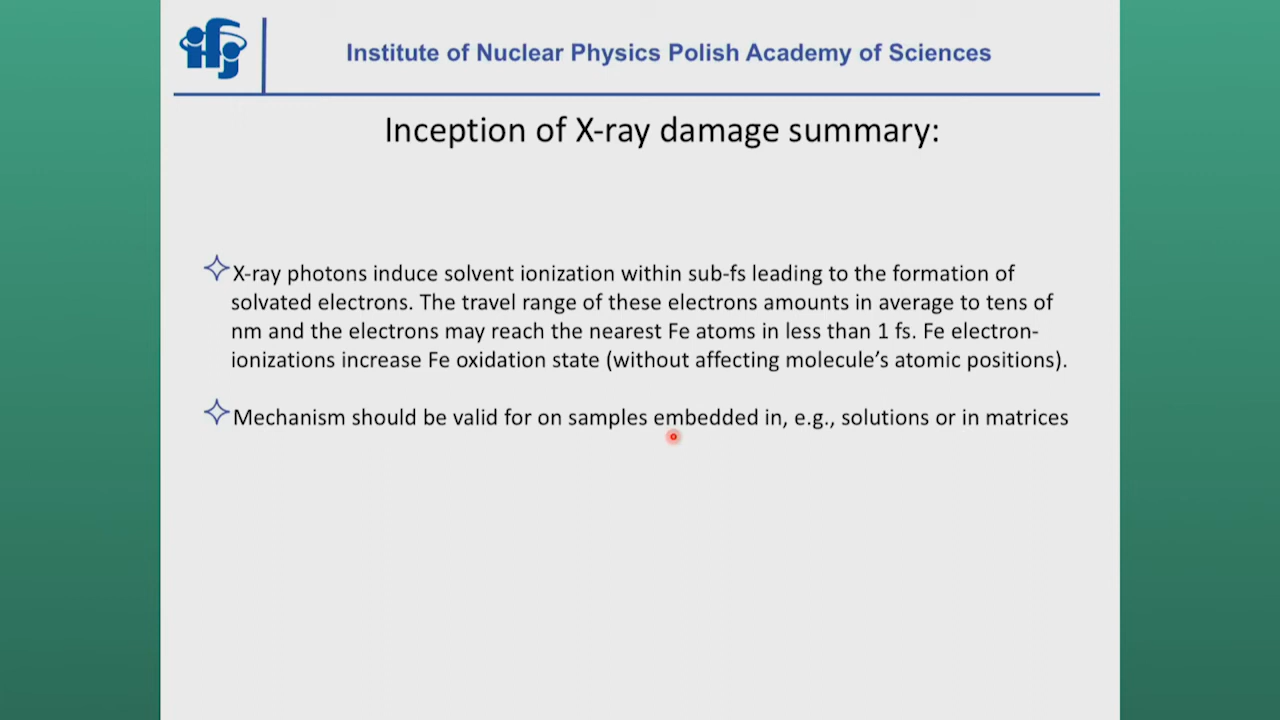 ifj
Institute of Nuclear Physics Polish Academy of Sciences
Inception of X-ray damage summary:
X-ray photons induce solvent ionization within sub-fs leading to the formation of
solvated electrons. The travel range of these electrons amounts in average to tens of
nm and the electrons may reach the nearest Fe atoms in less than 1 fs. Fe electron-
ionizations increase Fe oxidation state (without affecting molecule’s atomic positions).
Mechanism should be valid for on samples embedded in, e.g., solutions or in matrices